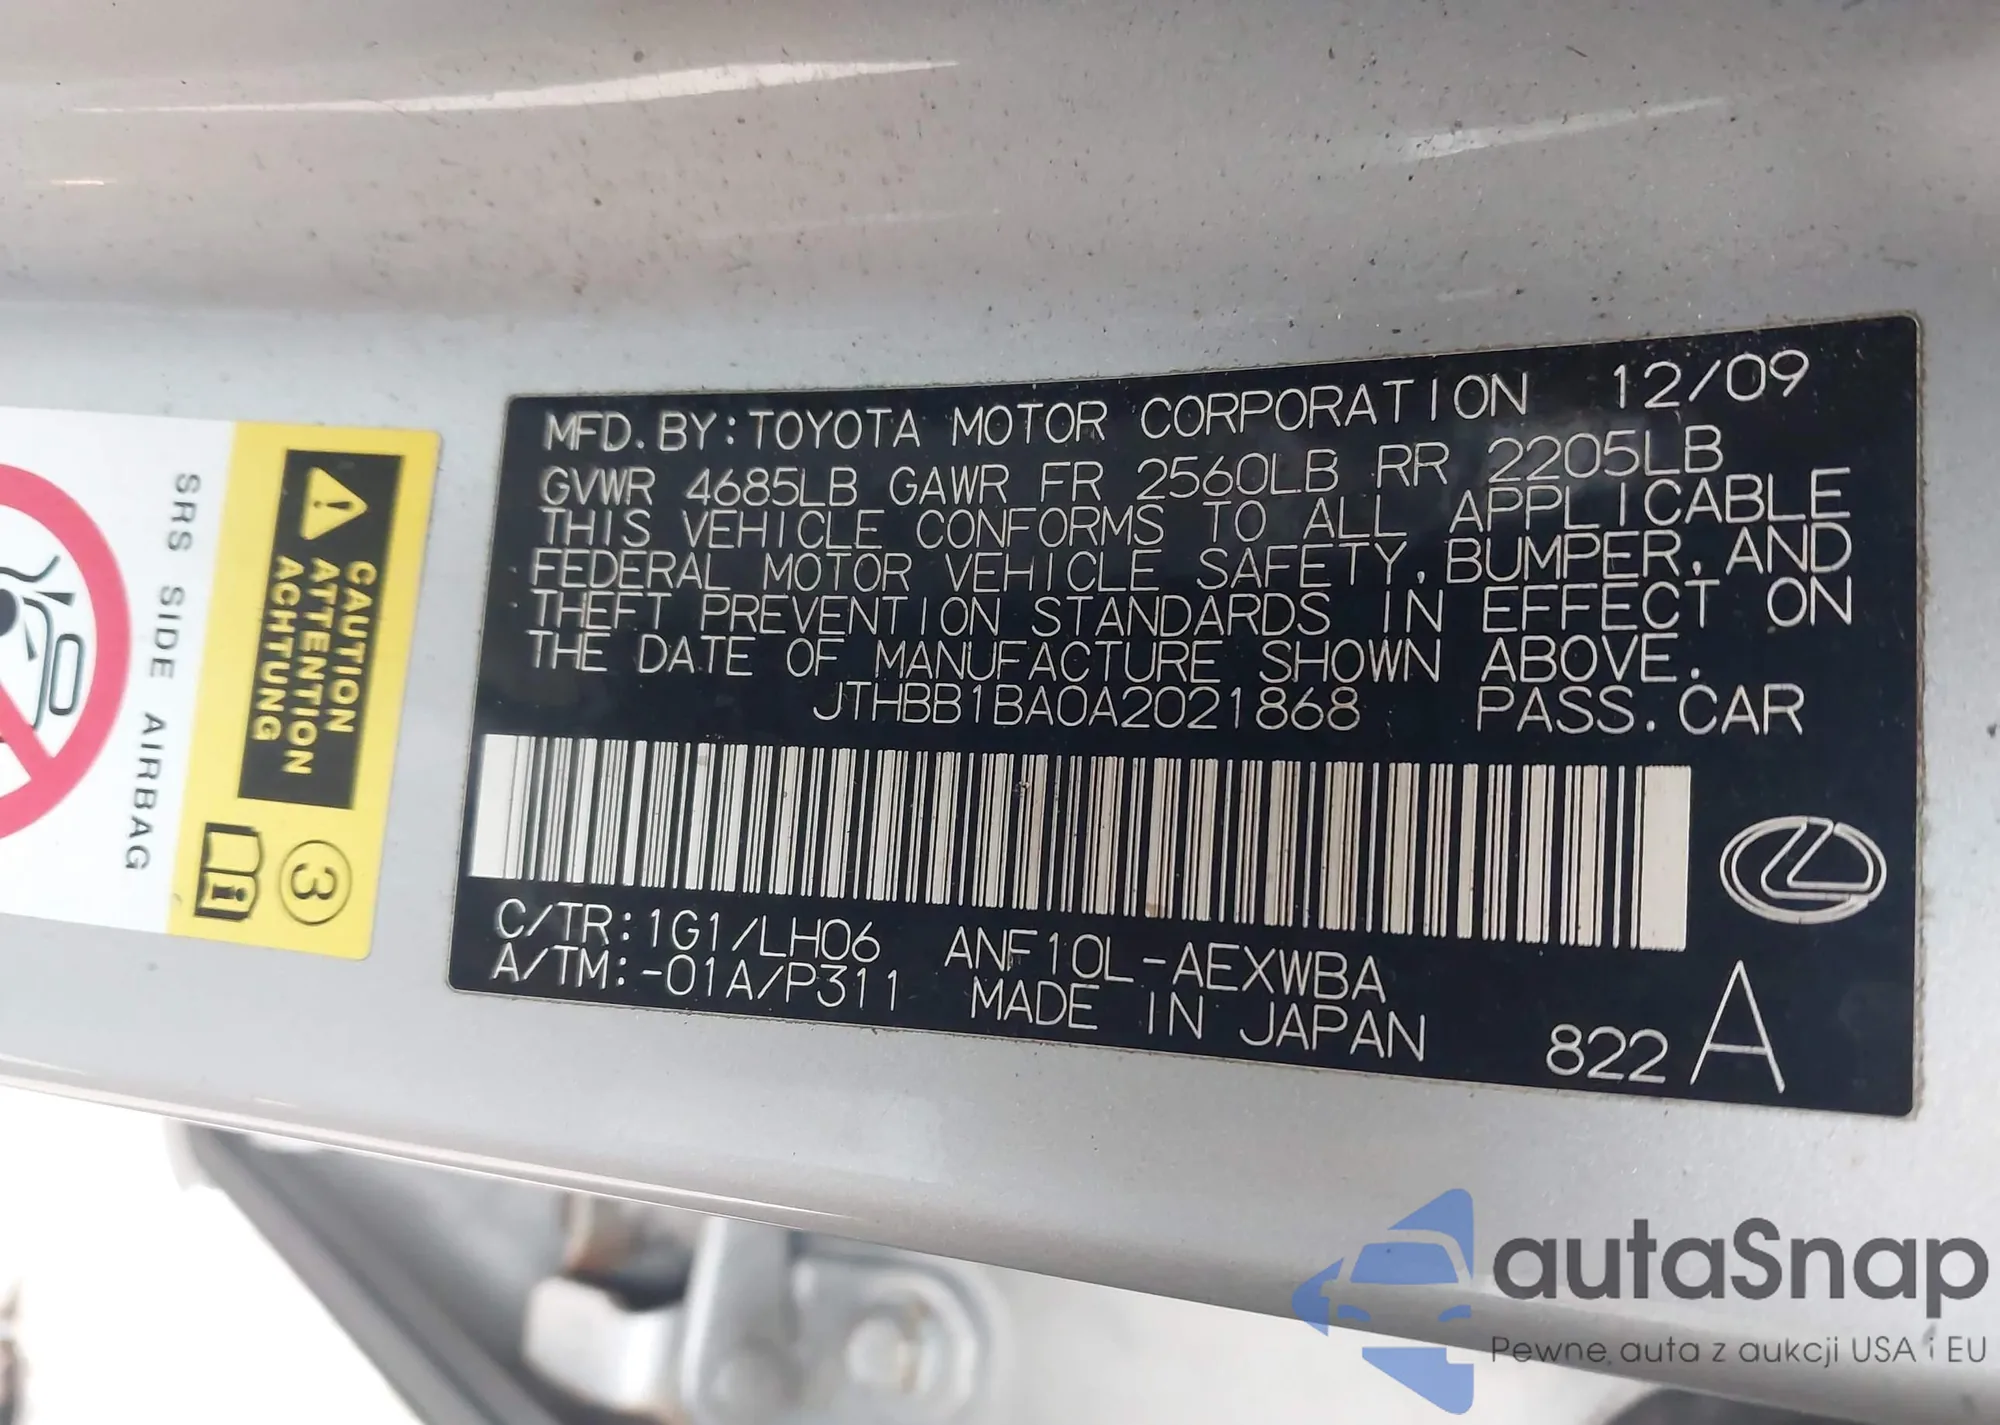 MFD.BY:TOYOTA MOTOR CORPORATION 12/09
GVWR 4685LB GAWR FR 2560LB RR 2205LB
THIS VEHICLE CONFORMS TO ALL APPLICABLE
FEDERAL MOTOR VEHICLE SAFETY, BUMPER, AND
THEFT PREVENTION STANDARDS IN EFFECT ON
THE DATE OF MANUFACTURE SHOWN ABOVE.
JTHBB1BA0A2021868 PASS.CAR
C/TR:1G1/LH06 ANF10L-AEXWBA
A/TM:-01A/P311 MADE IN JAPAN
822 A
CAUTION
ATTENTION
ACHTUNG
3
SRS SIDE AIRBAG
autaSnap
Pewne auta z aukcji USA i EU